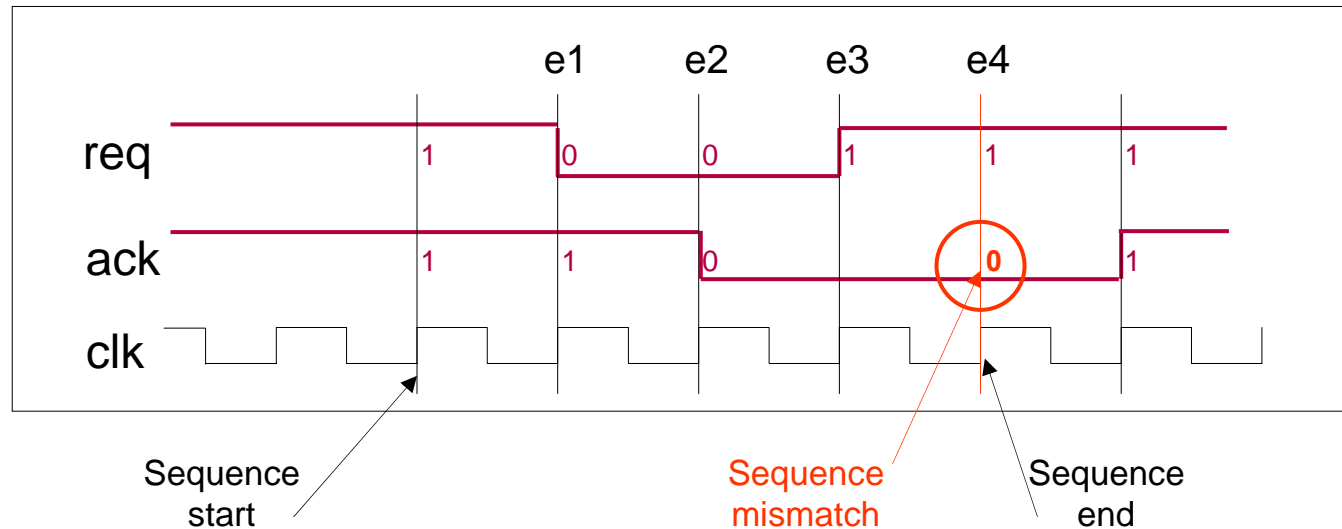 e1 e2 e3 e4
req 1 0 0 1 1 1
ack 1 1 0 0 1
clk
Sequence start
Sequence mismatch
Sequence end